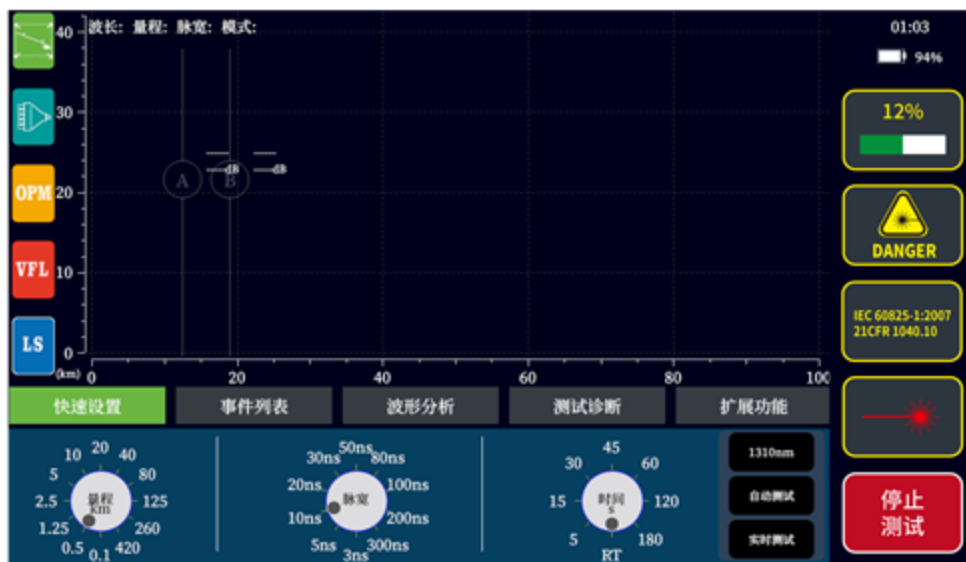 40
波长: 量程: 脉宽: 模式:
01:03
94%
30
12%
OPM
20
A
B
dB
dB
DANGER
VFL
10
IEC 60825-1:2007
21CFR 1040.10
LS
0
(km)
0
20
40
60
80
100
快速设置
事件列表
波形分析
测试诊断
扩展功能
10
20
40
5
80
2.5
量程
km
125
1.25
260
0.5
0.1
420
30ns
50ns
80ns
20ns
脉宽
100ns
10ns
200ns
5ns
3ns
300ns
45
30
60
15
时间
s
120
5
RT
180
1310nm
自动测试
实时测试
停止
测试